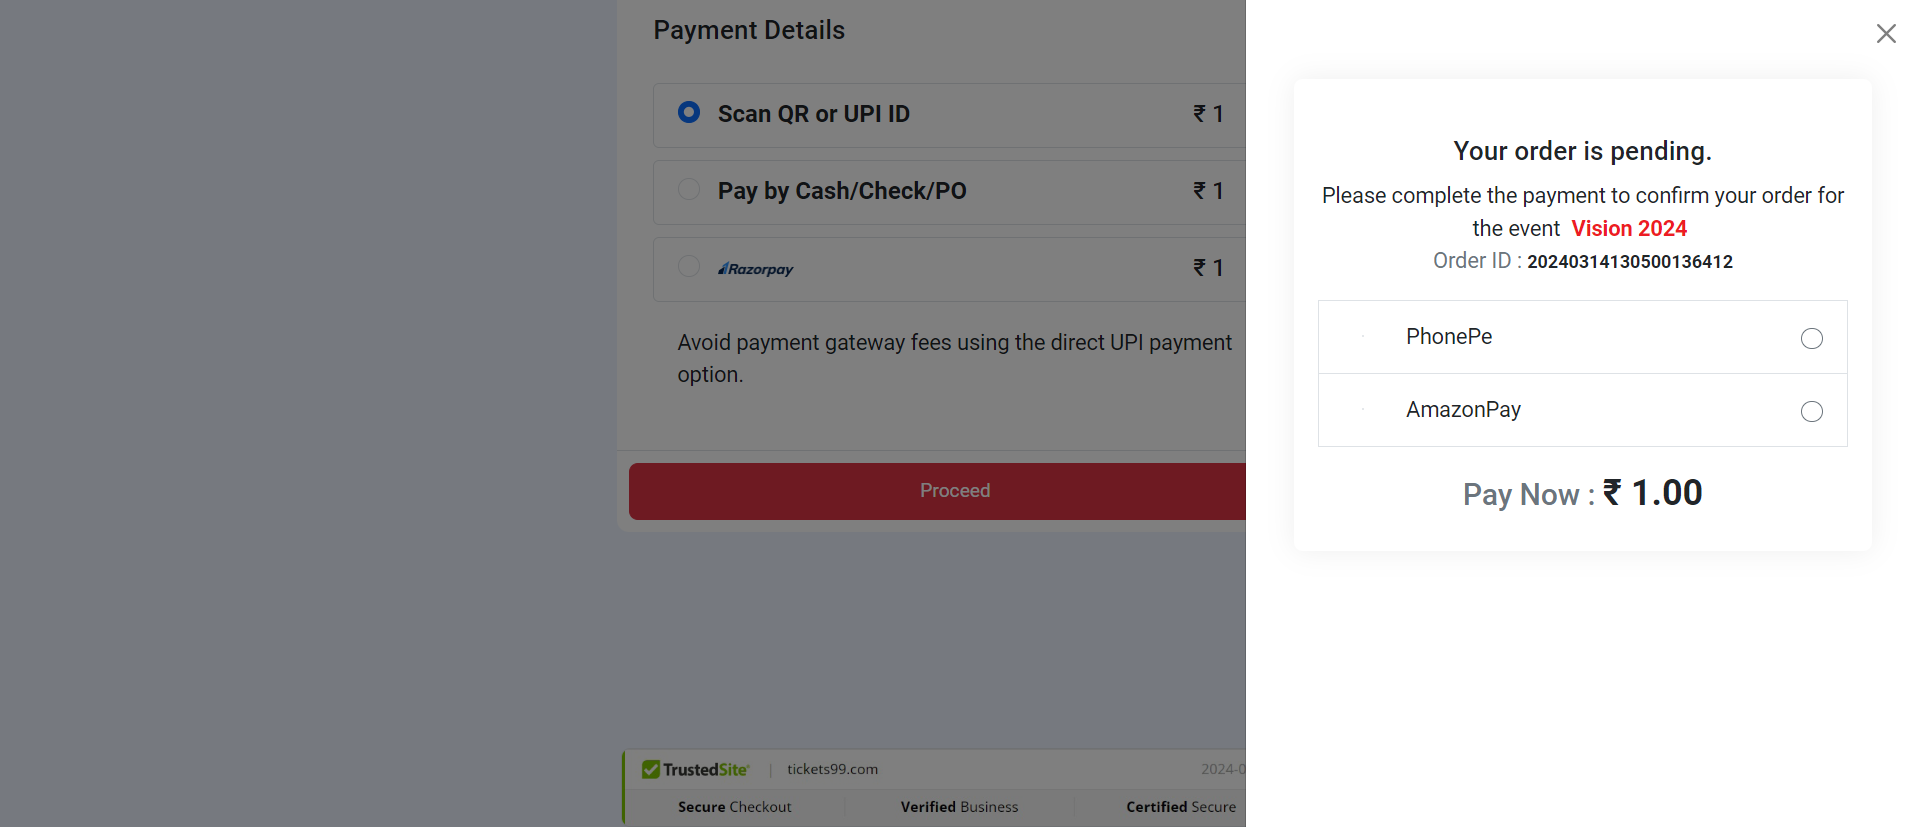 Payment Details
Scan QR or UPI ID ₹ 1
Pay by Cash/Check/PO ₹ 1
Razorpay ₹ 1
Avoid payment gateway fees using the direct UPI payment
option.
Proceed
TrustedSite | tickets99.com 2024-0
Secure Checkout Verified Business Certified Secure
Your order is pending.
Please complete the payment to confirm your order for
the event Vision 2024
Order ID : 20240314130500136412
PhonePe
AmazonPay
Pay Now : ₹ 1.00